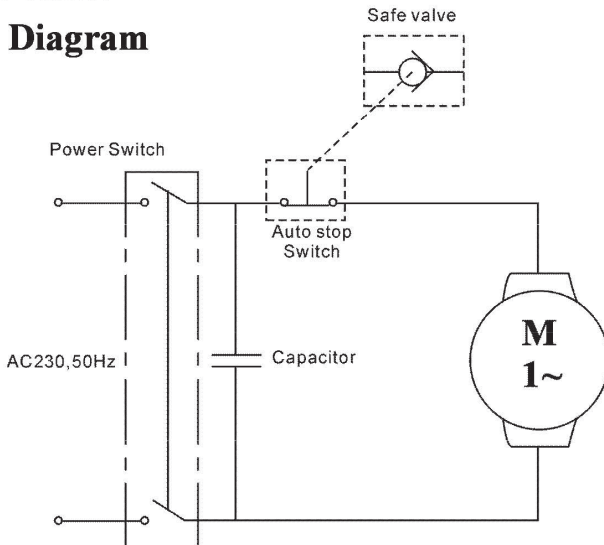 Diagram
Safe valve
Power Switch
Auto stop
Switch
AC230,50Hz
Capacitor
M
1~